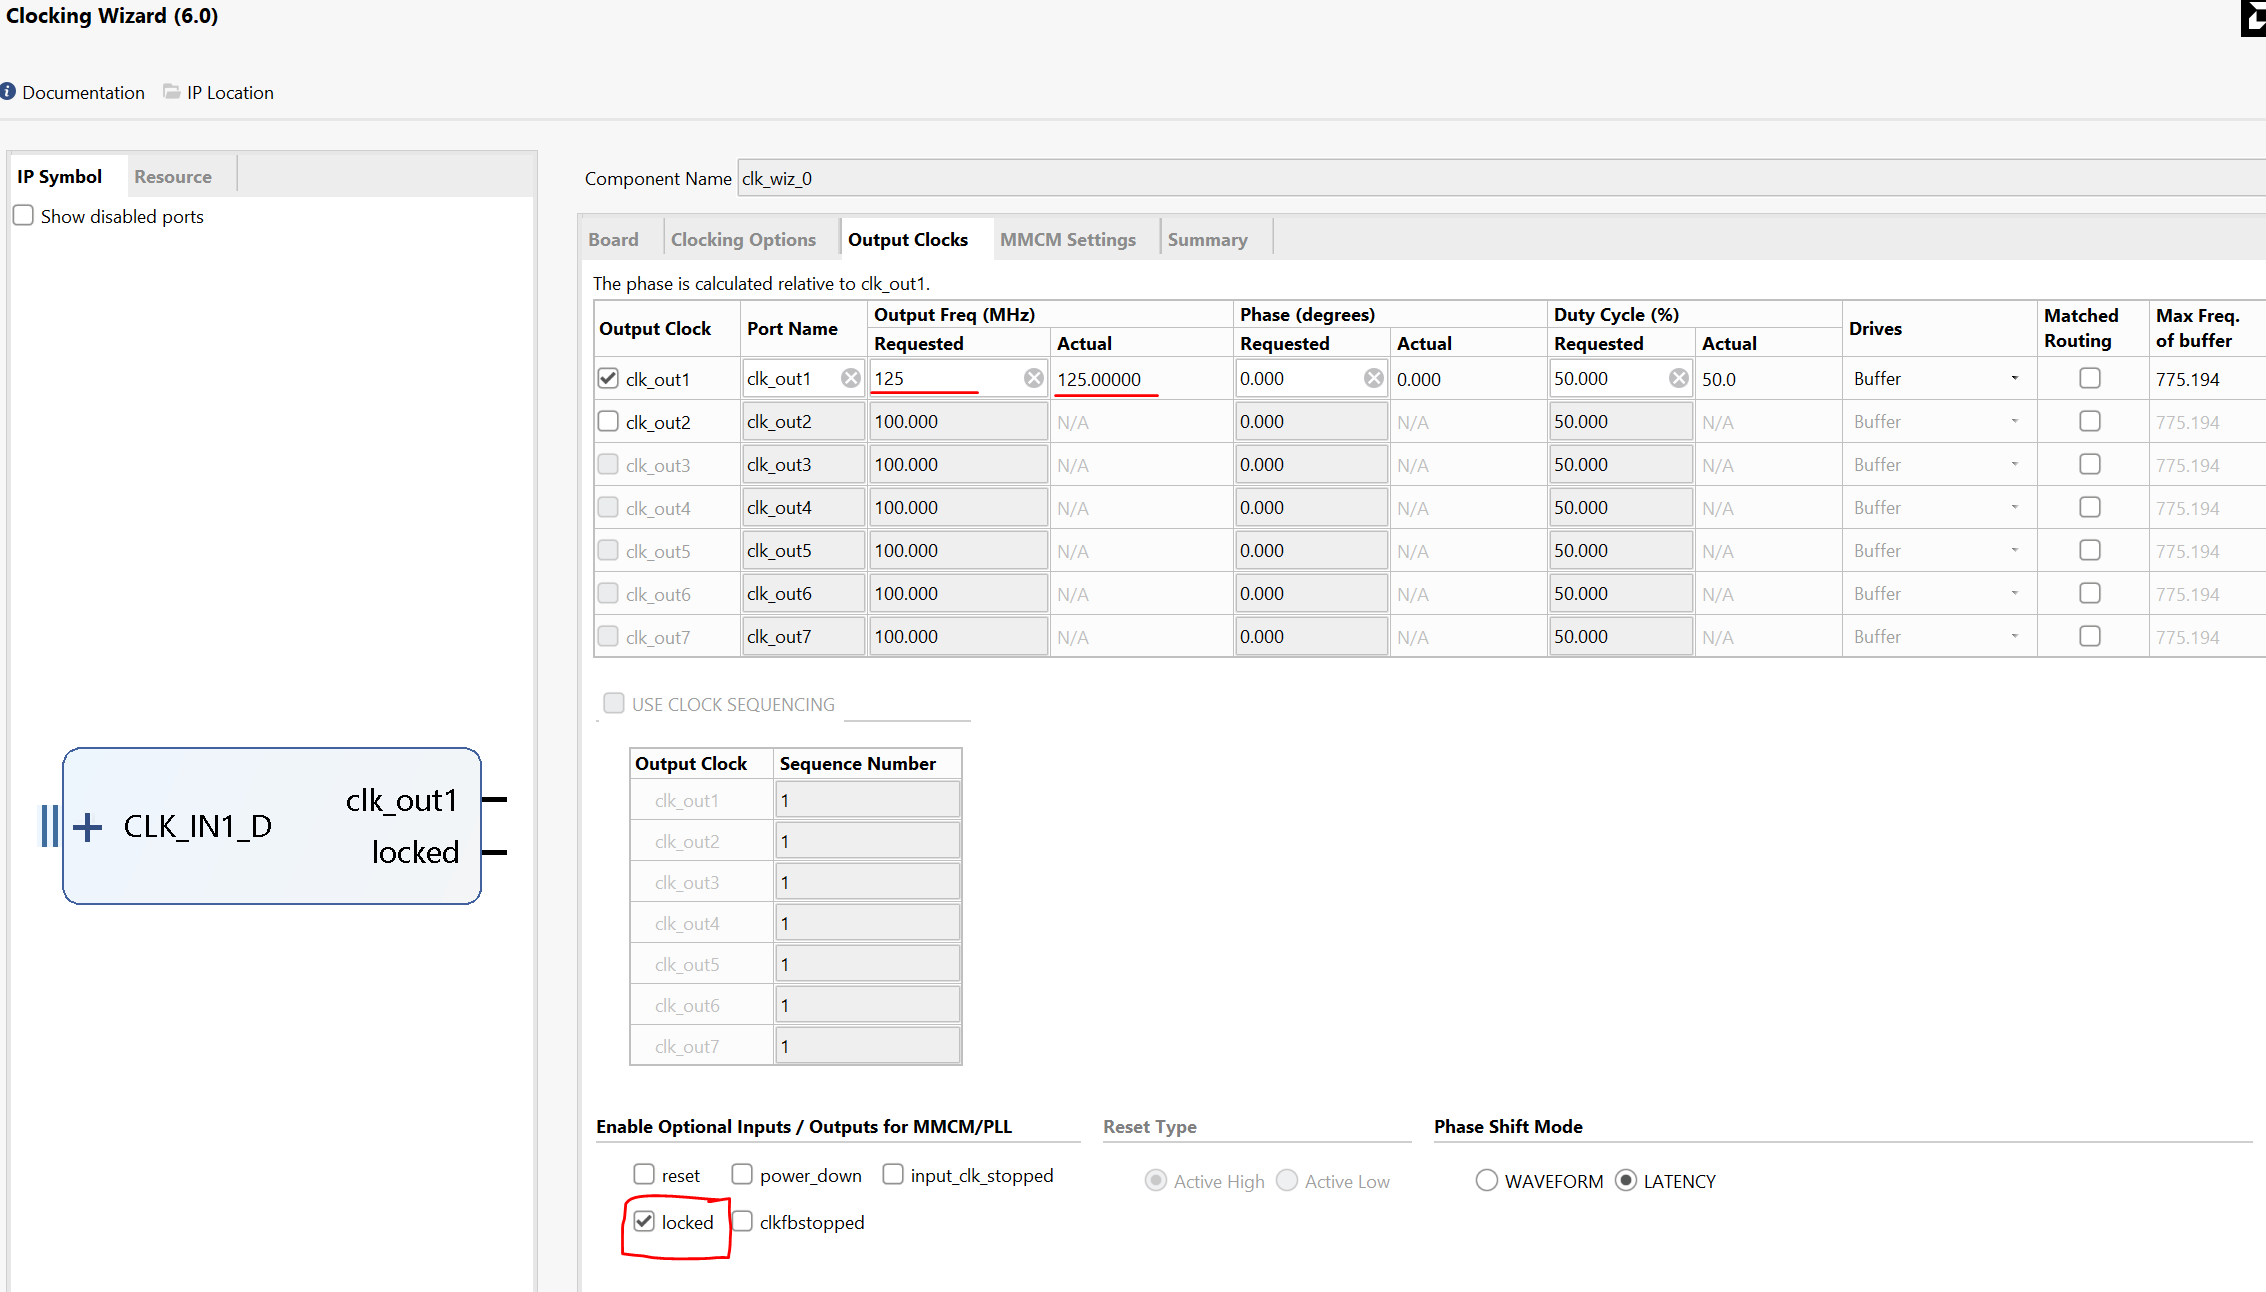 Clocking Wizard (6.0)
Documentation IP Location
IP Symbol Resource
Show disabled ports
CLK_IN1_D
clk_out1
locked
Component Name clk_wiz_0
Board Clocking Options Output Clocks MMCM Settings Summary
The phase is calculated relative to clk_out1.
Output Clock Port Name Output Freq (MHz) Phase (degrees) Duty Cycle (%) Drives Matched Routing Max Freq. of buffer
Requested Actual Requested Actual Requested Actual
clk_out1 clk_out1 125 125.00000 0.000 0.000 50.000 50.0 Buffer 775.194
clk_out2 clk_out2 100.000 N/A 0.000 N/A 50.000 N/A Buffer 775.194
clk_out3 clk_out3 100.000 N/A 0.000 N/A 50.000 N/A Buffer 775.194
clk_out4 clk_out4 100.000 N/A 0.000 N/A 50.000 N/A Buffer 775.194
clk_out5 clk_out5 100.000 N/A 0.000 N/A 50.000 N/A Buffer 775.194
clk_out6 clk_out6 100.000 N/A 0.000 N/A 50.000 N/A Buffer 775.194
clk_out7 clk_out7 100.000 N/A 0.000 N/A 50.000 N/A Buffer 775.194
USE CLOCK SEQUENCING
Output Clock Sequence Number
clk_out1 1
clk_out2 1
clk_out3 1
clk_out4 1
clk_out5 1
clk_out6 1
clk_out7 1
Enable Optional Inputs / Outputs for MMCM/PLL Reset Type Phase Shift Mode
reset power_down input_clk_stopped Active High Active Low WAVEFORM LATENCY
locked clkfbstopped